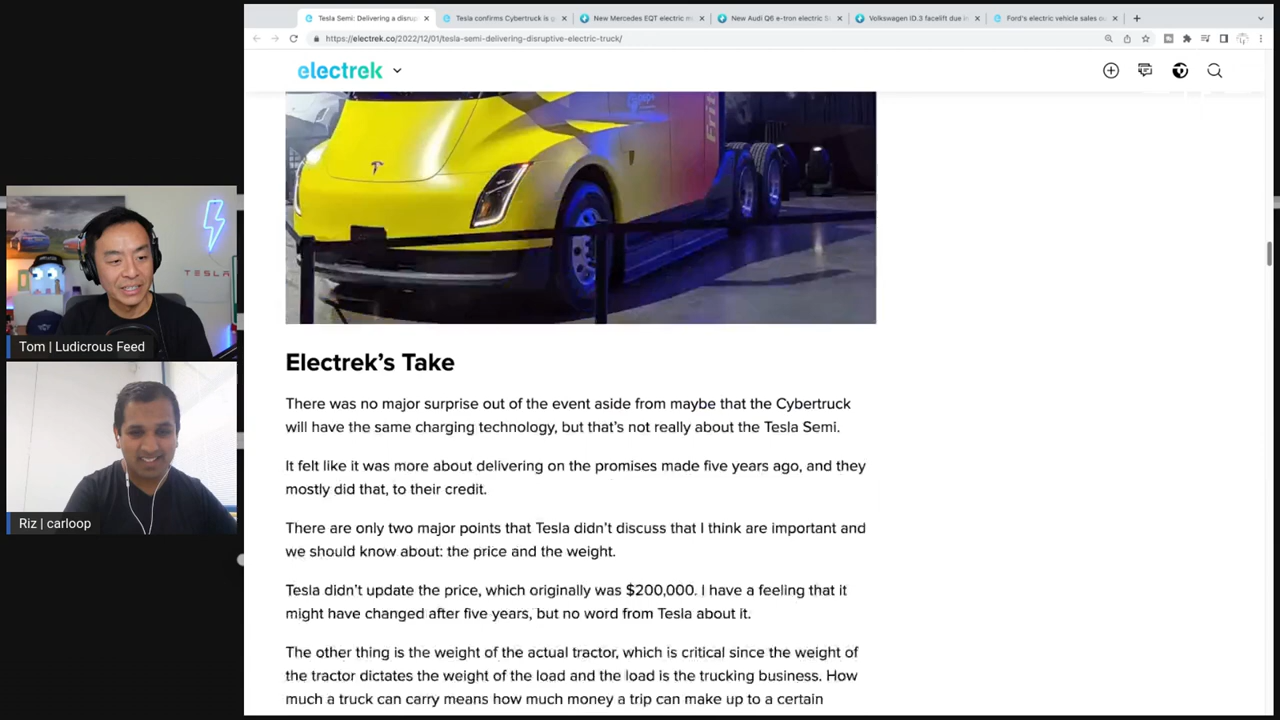 Tesla Semi: Delivering a disrup
Tesla confirms Cybertruck is g
New Mercedes EQT electric m
New Audi Q6 e-tron electric S
Volkswagen ID.3 facelift due i
Ford's electric vehicle sales o
https://electrek.co/2022/12/01/tesla-semi-delivering-disruptive-electric-truck/
electrek
TESLA
Tom | Ludicrous Feed
Riz | carloop
Electrek's Take
There was no major surprise out of the event aside from maybe that the Cybertruck
will have the same charging technology, but that's not really about the Tesla Semi.
It felt like it was more about delivering on the promises made five years ago, and they
mostly did that, to their credit.
There are only two major points that Tesla didn't discuss that I think are important and
we should know about: the price and the weight.
Tesla didn't update the price, which originally was $200,000. I have a feeling that it
might have changed after five years, but no word from Tesla about it.
The other thing is the weight of the actual tractor, which is critical since the weight of
the tractor dictates the weight of the load and the load is the trucking business. How
much a truck can carry means how much money a trip can make up to a certain